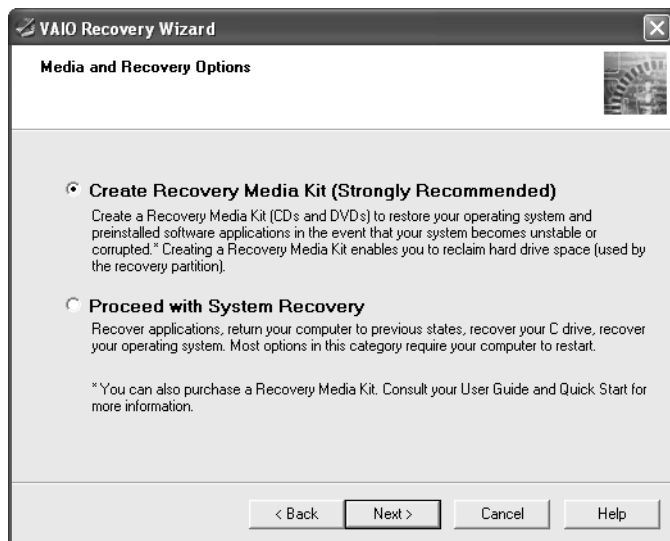 VAIO Recovery Wizard
Media and Recovery Options
Create Recovery Media Kit (Strongly Recommended)
Create a Recovery Media Kit (CDs and DVDs) to restore your operating system and
preinstalled software applications in the event that your system becomes unstable or
corrupted.* Creating a Recovery Media Kit enables you to reclaim hard drive space (used by
the recovery partition).
Proceed with System Recovery
Recover applications, return your computer to previous states, recover your C drive, recover
your operating system. Most options in this category require your computer to restart.
*You can also purchase a Recovery Media Kit. Consult your User Guide and Quick Start for
more information.
< Back Next > Cancel Help